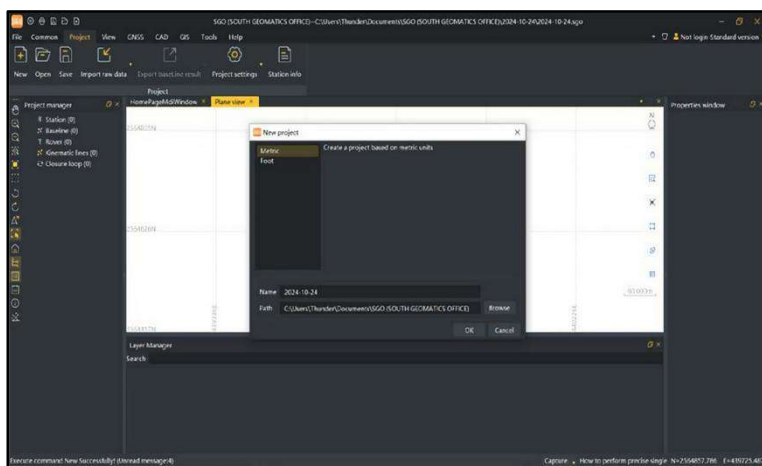 SGO (SOUTH GEOMATICS OFFICE)--C:\Users\Thunder\Documents\SGO (SOUTH GEOMATICS OFFICE)\2024-10-24\2024-10-24.sgo
File Common Project View GNSS CAD GIS Tools Help
Not login Standard version
New Open Save Import raw data Export baseline result Project settings Station info
Project
Project manager
HomePageMdiWindow Plane view
Properties window
Station (0)
Baseline (0)
Rover (0)
Kinematic lines (0)
Closure loop (0)
New project
Metric
Foot
Create a project based on metric units
Name 2024-10-24
Path C:\Users\Thunder\Documents\SGO (SOUTH GEOMATICS OFFICE)
Browse
OK Cancel
Layer Manager
Search
Execute command New Successfully! (Unread message:4)
Capture How to perform precise single N=2554857.786